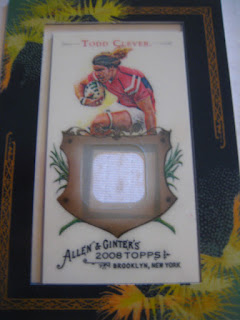 TODD CLEVER.
ALLEN & GINTER'S
2008 TOPPS
BROOKLYN, NEW YORK